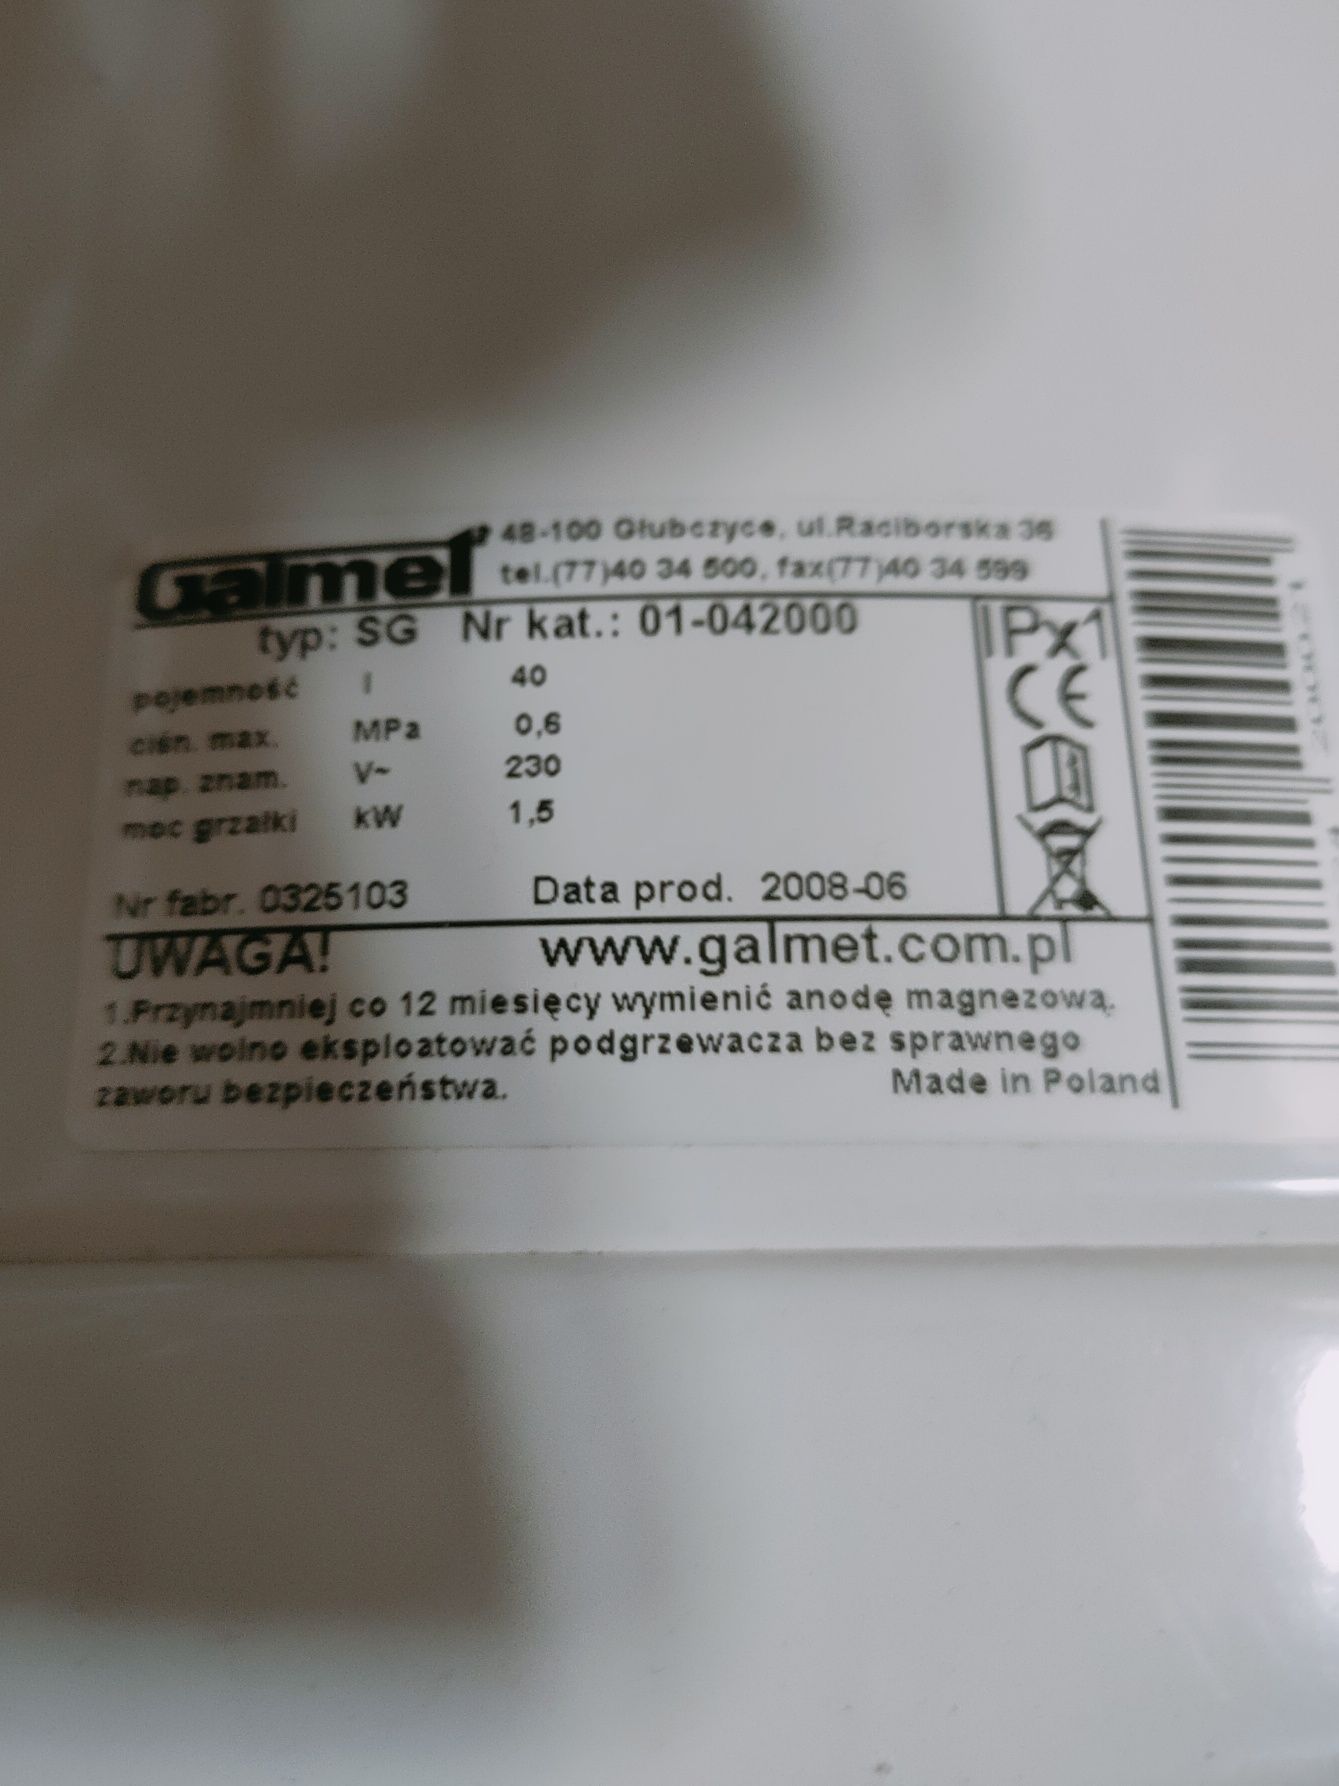 Galmet 48-100 Głubczyce, ul.Raciborska 36
tel.(77)40 34 500, fax(77)40 34 599
typ: SG Nr kat.: 01-042000 IPx1
pojemność l 40
ciśn. max. MPa 0,6
nap. znam. V~ 230
moc grzałki kW 1,5
CE
Nr fabr. 0325103 Data prod. 2008-06
UWAGA! www.galmet.com.pl
1.Przynajmniej co 12 miesięcy wymienić anodę magnezową.
2.Nie wolno eksploatować podgrzewacza bez sprawnego
zaworu bezpieczeństwa. Made in Poland